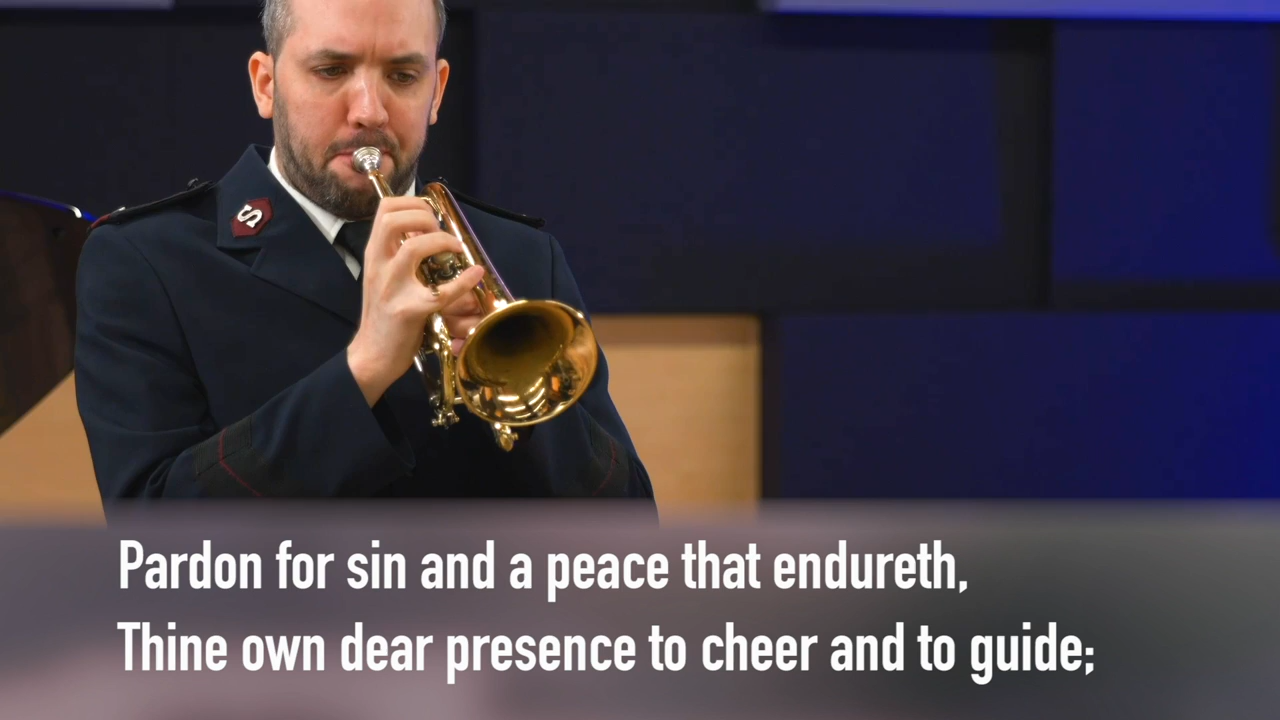 S
Pardon for sin and a peace that endureth,
Thine own dear presence to cheer and to guide;